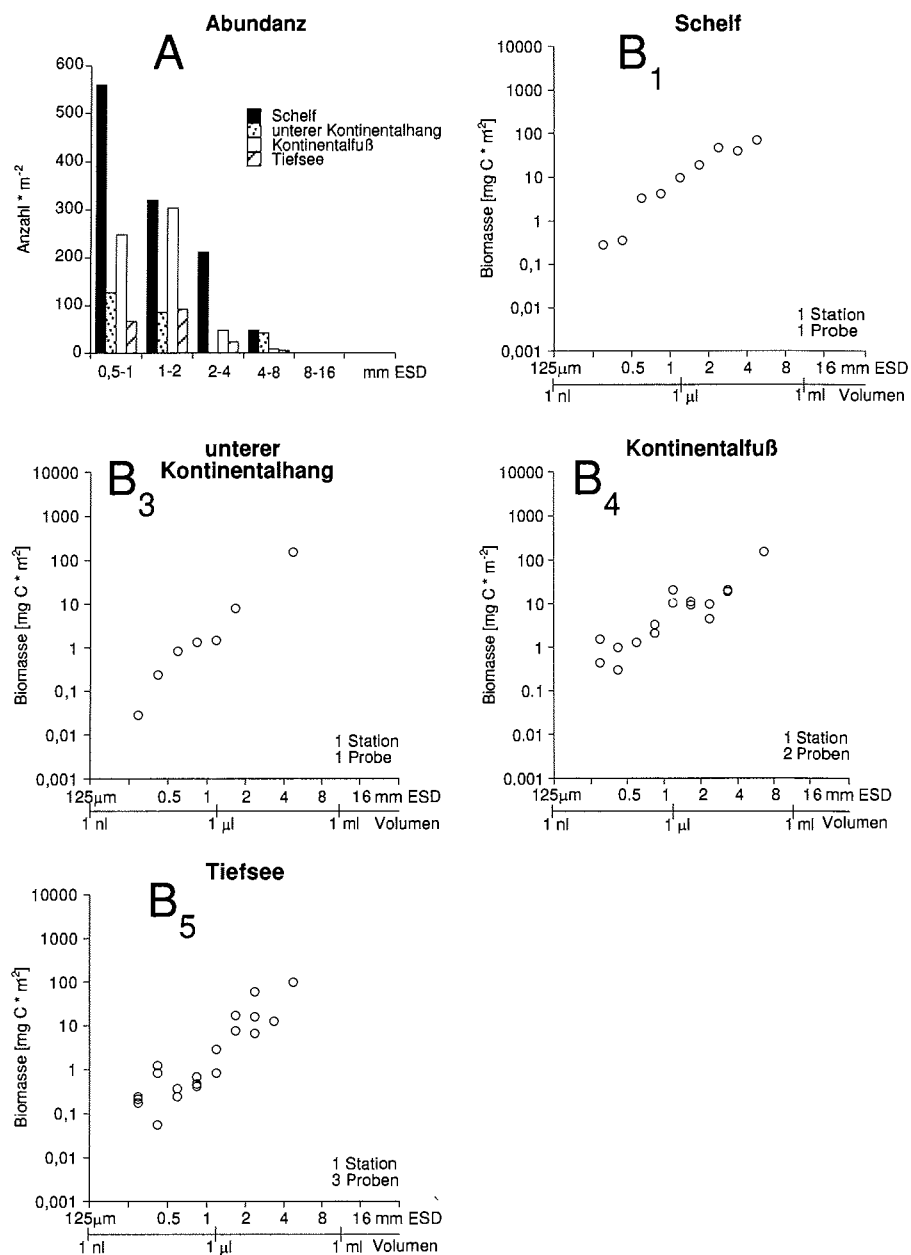 Abundanz
A
600
500
400
300
200
100
0
Anzahl * m-2
Schelf
unterer Kontinentalhang
Kontinentalfuß
Tiefsee
0,5-1 1-2 2-4 4-8 8-16 mm ESD
Schelf
B1
10000
1000
100
10
1
0,1
0,01
0,001
Biomasse [mg C * m2]
1 Station
1 Probe
125µm 0.5 1 2 4 8 16 mm ESD
1 nl 1 µl 1 ml Volumen
unterer
Kontinentalhang
B3
10000
1000
100
10
1
0,1
0,01
0,001
Biomasse [mg C * m2]
1 Station
1 Probe
125µm 0.5 1 2 4 8 16 mm ESD
1 nl 1 µl 1 ml Volumen
Kontinentalfuß
B4
10000
1000
100
10
1
0,1
0.01
0.001
Biomasse [mg C * m-2]
1 Station
2 Proben
125µm 0.5 1 2 4 8 16 mm ESD
1 nl 1 µl 1 ml Volumen
Tiefsee
B5
10000
1000
100
10
1
0,1
0,01
0,001
Biomasse [mg C * m2]
1 Station
3 Proben
125µm 0.5 1 2 4 8 16 mm ESD
1 nl 1 µl 1 ml Volumen